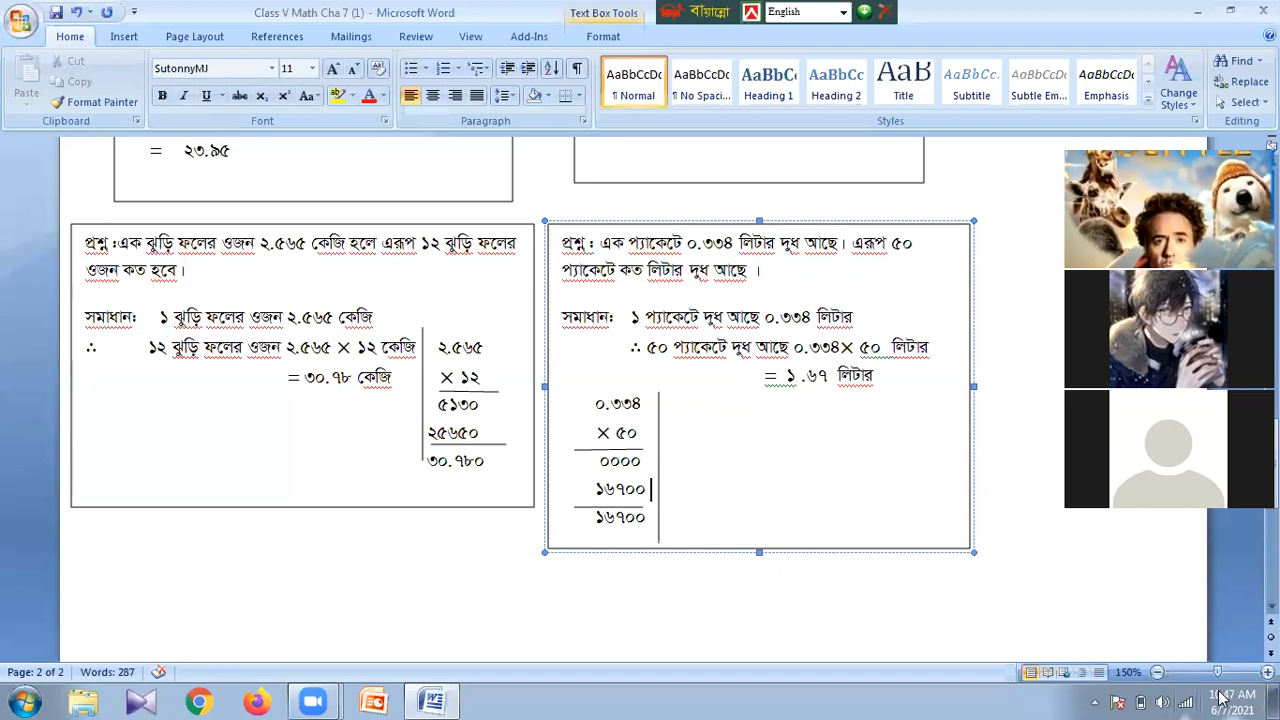 Class V Math Cha 7 (1) - Microsoft Word
Text Box Tools
বায়ান্নো
English
Home Insert Page Layout References Mailings Review View Add-Ins Format
Cut
Copy
Format Painter
Paste
Clipboard
SutonnyMJ 11
Font
Paragraph
AaBbCcDc AaBbCcDc AaBbCc AaBbCc AaB AaBbCc. AaBbCcDc AaBbCcDc
¶ Normal ¶ No Spaci... Heading 1 Heading 2 Title Subtitle Subtle Em... Emphasis
Change Styles
Styles
Find
Replace
Select
Editing
= ২৩.৯৫
প্রশ্ন :এক ঝুড়ি ফলের ওজন ২.৫৬৫ কেজি হলে এরূপ ১২ ঝুড়ি ফলের
ওজন কত হবে।
সমাধান: ১ ঝুড়ি ফলের ওজন ২.৫৬৫ কেজি
∴ ১২ ঝুড়ি ফলের ওজন ২.৫৬৫ × ১২ কেজি
= ৩০.৭৮ কেজি
২.৫৬৫
× ১২
৫১৩০
২৫৬৫০
৩০.৭৮০
প্রশ্ন : এক প্যাকেটে ০.৩৩৪ লিটার দুধ আছে। এরূপ ৫০
প্যাকেটে কত লিটার দুধ আছে ।
সমাধান: ১ প্যাকেটে দুধ আছে ০.৩৩৪ লিটার
∴ ৫০ প্যাকেটে দুধ আছে ০.৩৩৪× ৫০ লিটার
= ১ .৬৭ লিটার
০.৩৩৪
× ৫০
০০০০
১৬৭০০
১৬৭০০
Page: 2 of 2 Words: 287
150%
10:47 AM
6/7/2021